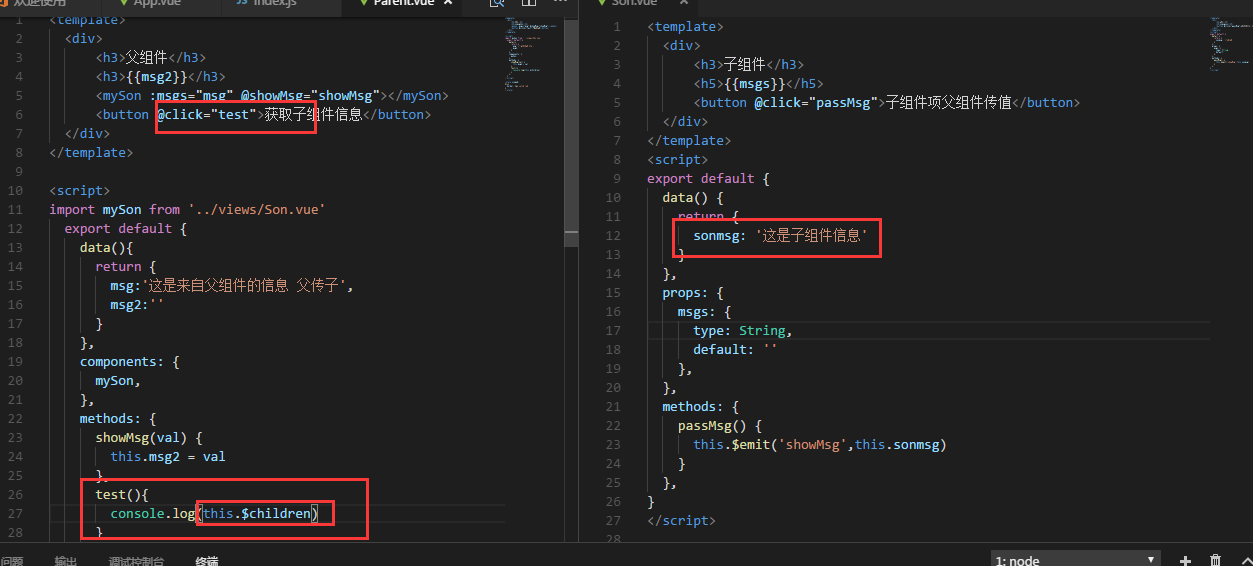 欢迎使用 App.vue JS index.js Parent.vue
1 <template>
2 <div>
3 <h3>父组件</h3>
4 <h3>{{msg2}}</h3>
5 <mySon :msgs="msg" @showMsg="showMsg"></mySon>
6 <button @click="test">获取子组件信息</button>
7 </div>
8 </template>
9
10 <script>
11 import mySon from '../views/Son.vue'
12 export default {
13 data(){
14 return {
15 msg:'这是来自父组件的信息 父传子',
16 msg2:''
17 }
18 },
19 components: {
20 mySon,
21 },
22 methods: {
23 showMsg(val) {
24 this.msg2 = val
25 },
26 test(){
27 console.log(this.$children)
28 }
Son.vue
1 <template>
2 <div>
3 <h3>子组件</h3>
4 <h5>{{msgs}}</h5>
5 <button @click="passMsg">子组件项父组件传值</button>
6 </div>
7 </template>
8 <script>
9 export default {
10 data() {
11 return {
12 sonmsg: '这是子组件信息'
13 }
14 },
15 props: {
16 msgs: {
17 type: String,
18 default: ''
19 },
20 },
21 methods: {
22 passMsg() {
23 this.$emit('showMsg',this.sonmsg)
24 }
25 },
26 }
27 </script>
28
问题 输出 调试控制台 终端 1: node